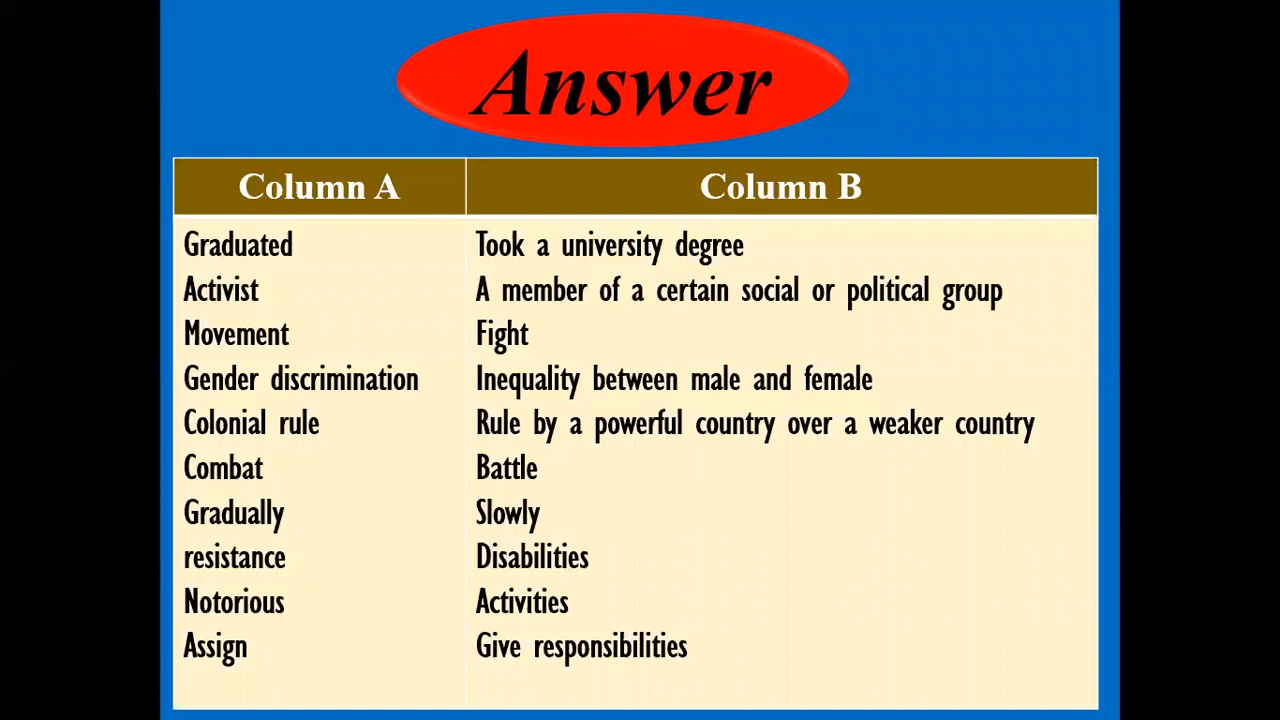 Answer
Column A Column B
Graduated Took a university degree
Activist A member of a certain social or political group
Movement Fight
Gender discrimination Inequality between male and female
Colonial rule Rule by a powerful country over a weaker country
Combat Battle
Gradually Slowly
resistance Disabilities
Notorious Activities
Assign Give responsibilities